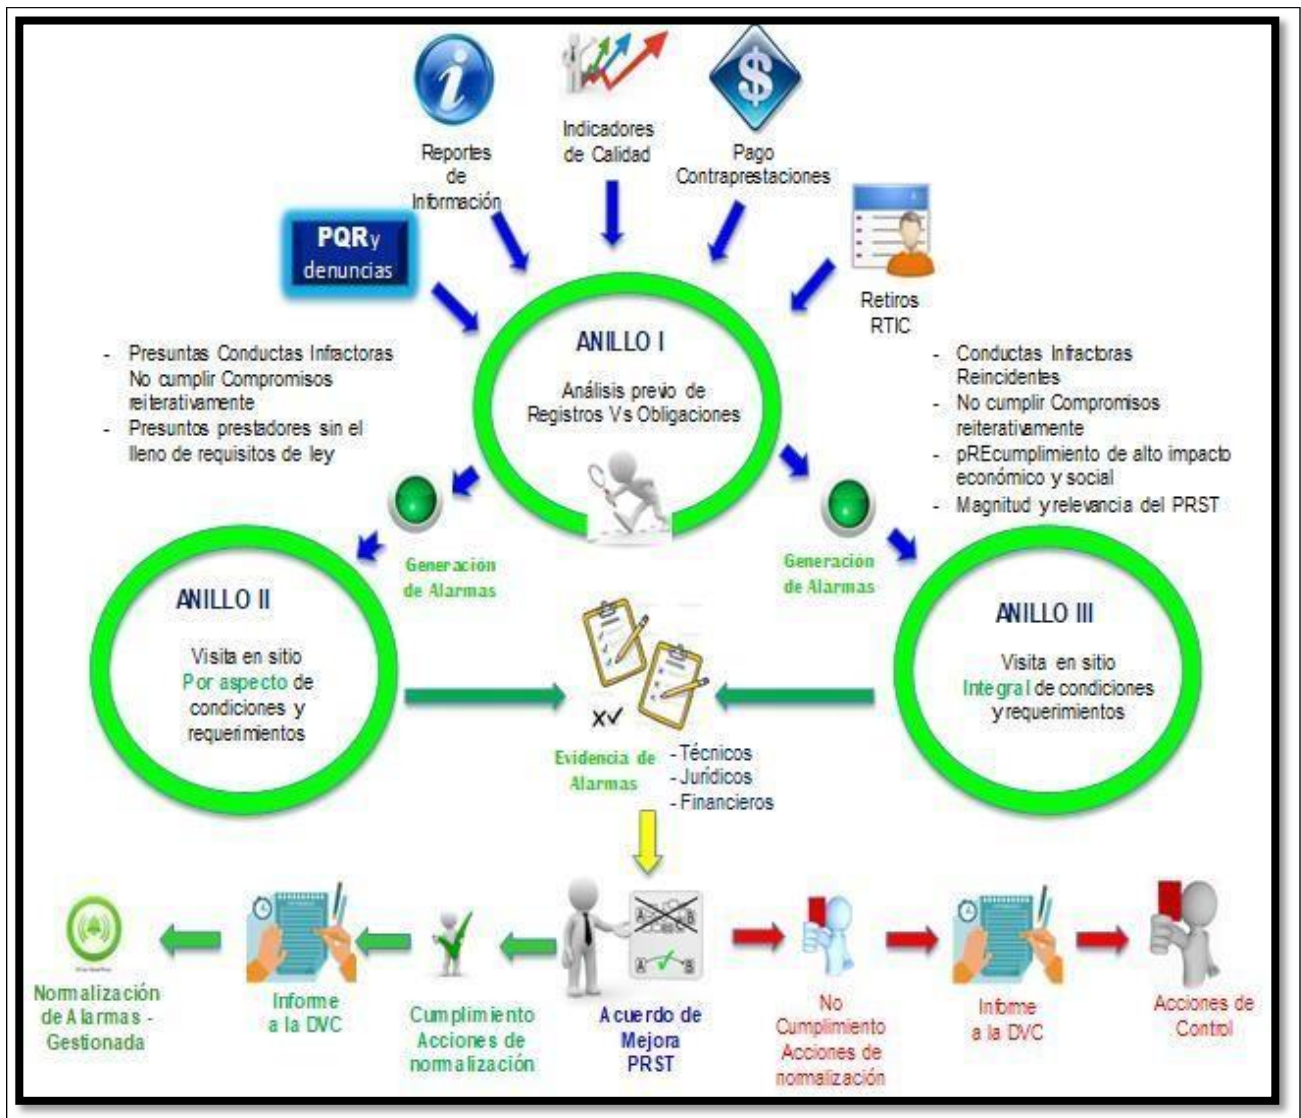 Reportes
de
Información
Indicadores
de Calidad
Pago
Contraprestaciones
PQR y
denuncias
Retiros
RTIC
ANILLO I
Análisis previo de
Registros Vs Obligaciones
- Presuntas Conductas Infractoras
No cumplir Compromisos
reiterativamente
- Presuntos prestadores sin el
lleno de requisitos de ley
- Conductas Infractoras
Reincidentes
- No cumplir Compromisos
reiterativamente
- pREcumplimiento de alto impacto
económico y social
- Magnitud y relevancia del PRST
Generación
de Alarmas
Generación
de Alarmas
ANILLO II
Visita en sitio
Por aspecto de
condiciones y
requerimientos
ANILLO III
Visita en sitio
Integral de condiciones
y requerimientos
Evidencia de
Alarmas
- Técnicos
- Jurídicos
- Financieros
A B
A B
Normalización
de Alarmas -
Gestionada
Informe
a la DVC
Cumplimiento
Acciones de
normalización
Acuerdo de
Mejora
PRST
No
Cumplimiento
Acciones de
normalización
Informe
a la DVC
Acciones de
Control